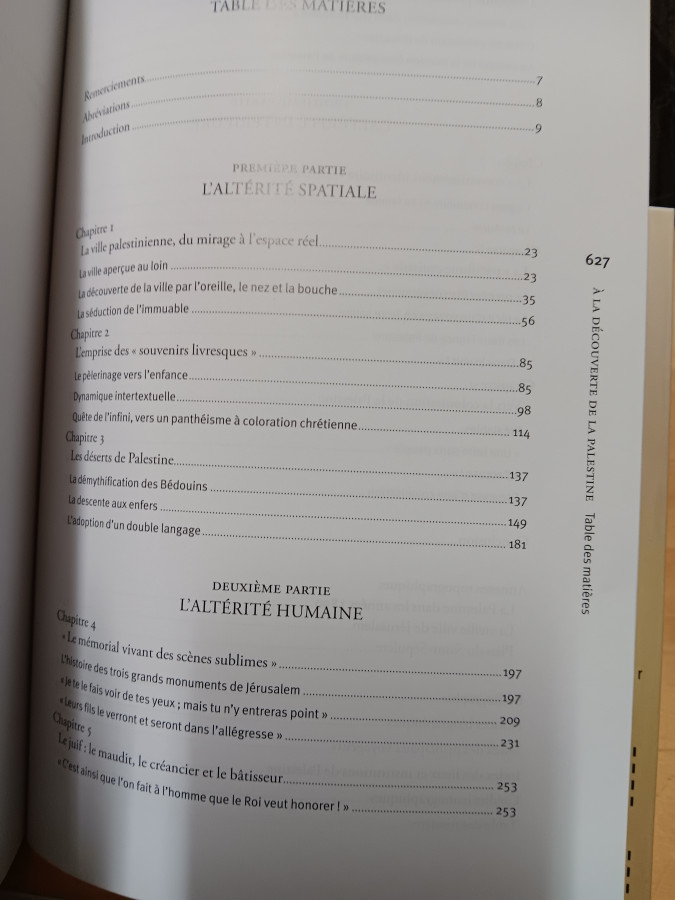 TABLE DES MATIÈRES
Remerciements 7
Abréviations 8
Introduction 9
PREMIÈRE PARTIE
L'ALTÉRITÉ SPATIALE
Chapitre 1
La ville palestinienne, du mirage à l'espace réel 23
La ville aperçue au loin 23
La découverte de la ville par l'oreille, le nez et la bouche 35
La séduction de l'immuable 56
Chapitre 2
L'emprise des « souvenirs livresques » 85
Le pèlerinage vers l'enfance 85
Dynamique intertextuelle 98
Quête de l'infini, vers un panthéisme à coloration chrétienne 114
Chapitre 3
Les déserts de Palestine 137
La démythification des Bédouins 137
La descente aux enfers 149
L'adoption d'un double langage 181
DEUXIÈME PARTIE
L'ALTÉRITÉ HUMAINE
Chapitre 4
« Le mémorial vivant des scènes sublimes » 197
L'histoire des trois grands monuments de Jérusalem 197
« Je te le fais voir de tes yeux ; mais tu n'y entreras point » 209
« Leurs fils le verront et seront dans l'allégresse » 231
Chapitre 5
Le juif : le maudit, le créancier et le bâtisseur 253
« C'est ainsi que l'on fait à l'homme que le Roi veut honorer ! » 253
627
À LA DÉCOUVERTE DE LA PALESTINE Table des matières